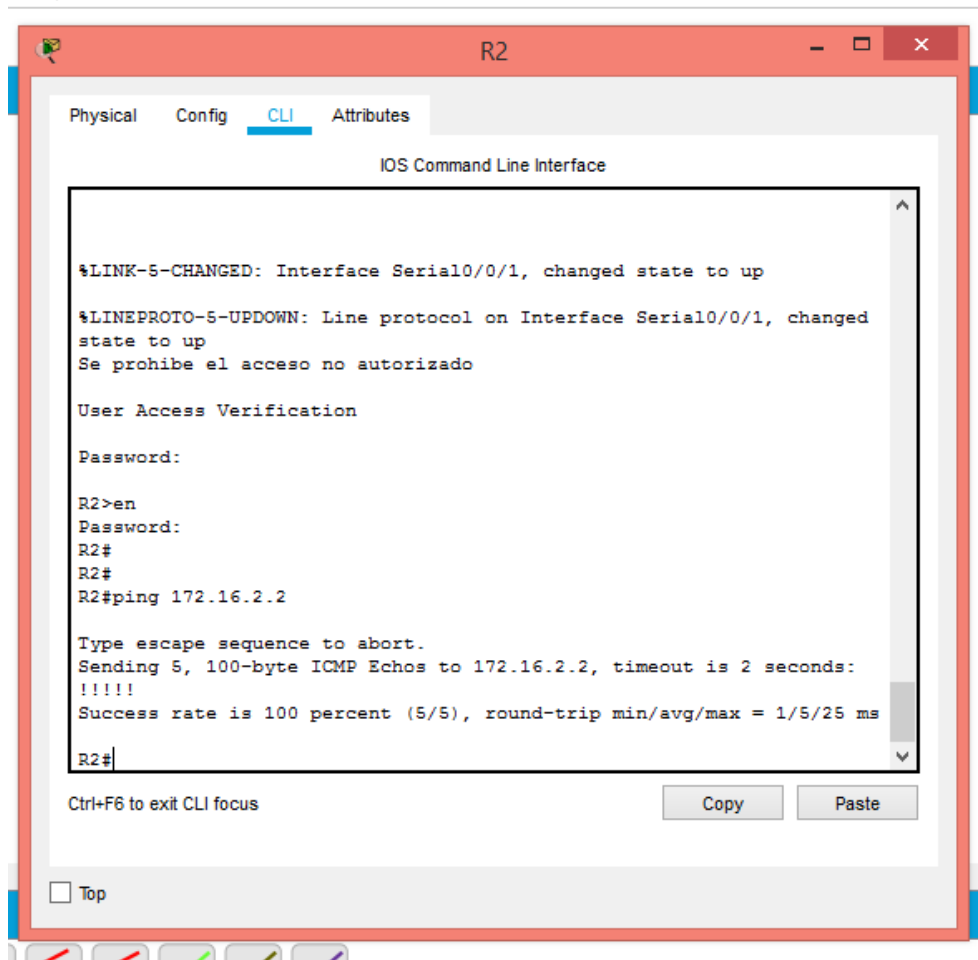 R2
Physical Config CLI Attributes
IOS Command Line Interface
%LINK-5-CHANGED: Interface Serial0/0/1, changed state to up
%LINEPROTO-5-UPDOWN: Line protocol on Interface Serial0/0/1, changed
state to up
Se prohibe el acceso no autorizado
User Access Verification
Password:
R2>en
Password:
R2#
R2#
R2#ping 172.16.2.2
Type escape sequence to abort.
Sending 5, 100-byte ICMP Echos to 172.16.2.2, timeout is 2 seconds:
!!!!!
Success rate is 100 percent (5/5), round-trip min/avg/max = 1/5/25 ms
R2#
Ctrl+F6 to exit CLI focus Copy Paste
Top